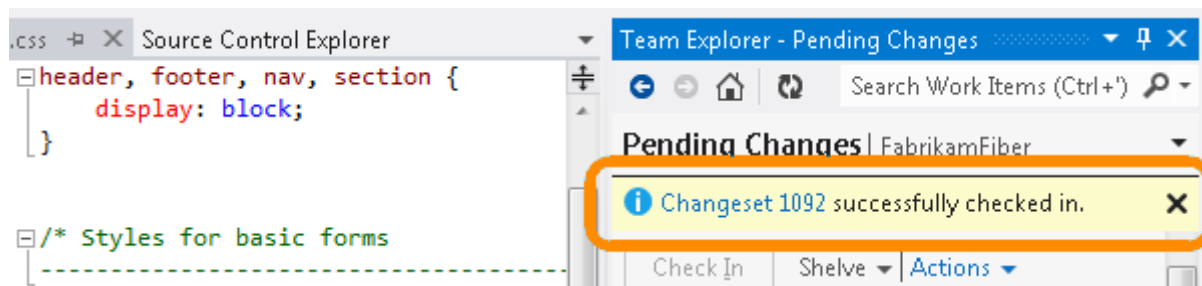 .css Source Control Explorer
header, footer, nav, section {
display: block;
}
/* Styles for basic forms
-----------------------------------------
Team Explorer - Pending Changes
Search Work Items (Ctrl+')
Pending Changes | FabrikamFiber
Changeset 1092 successfully checked in.
Check In Shelve Actions